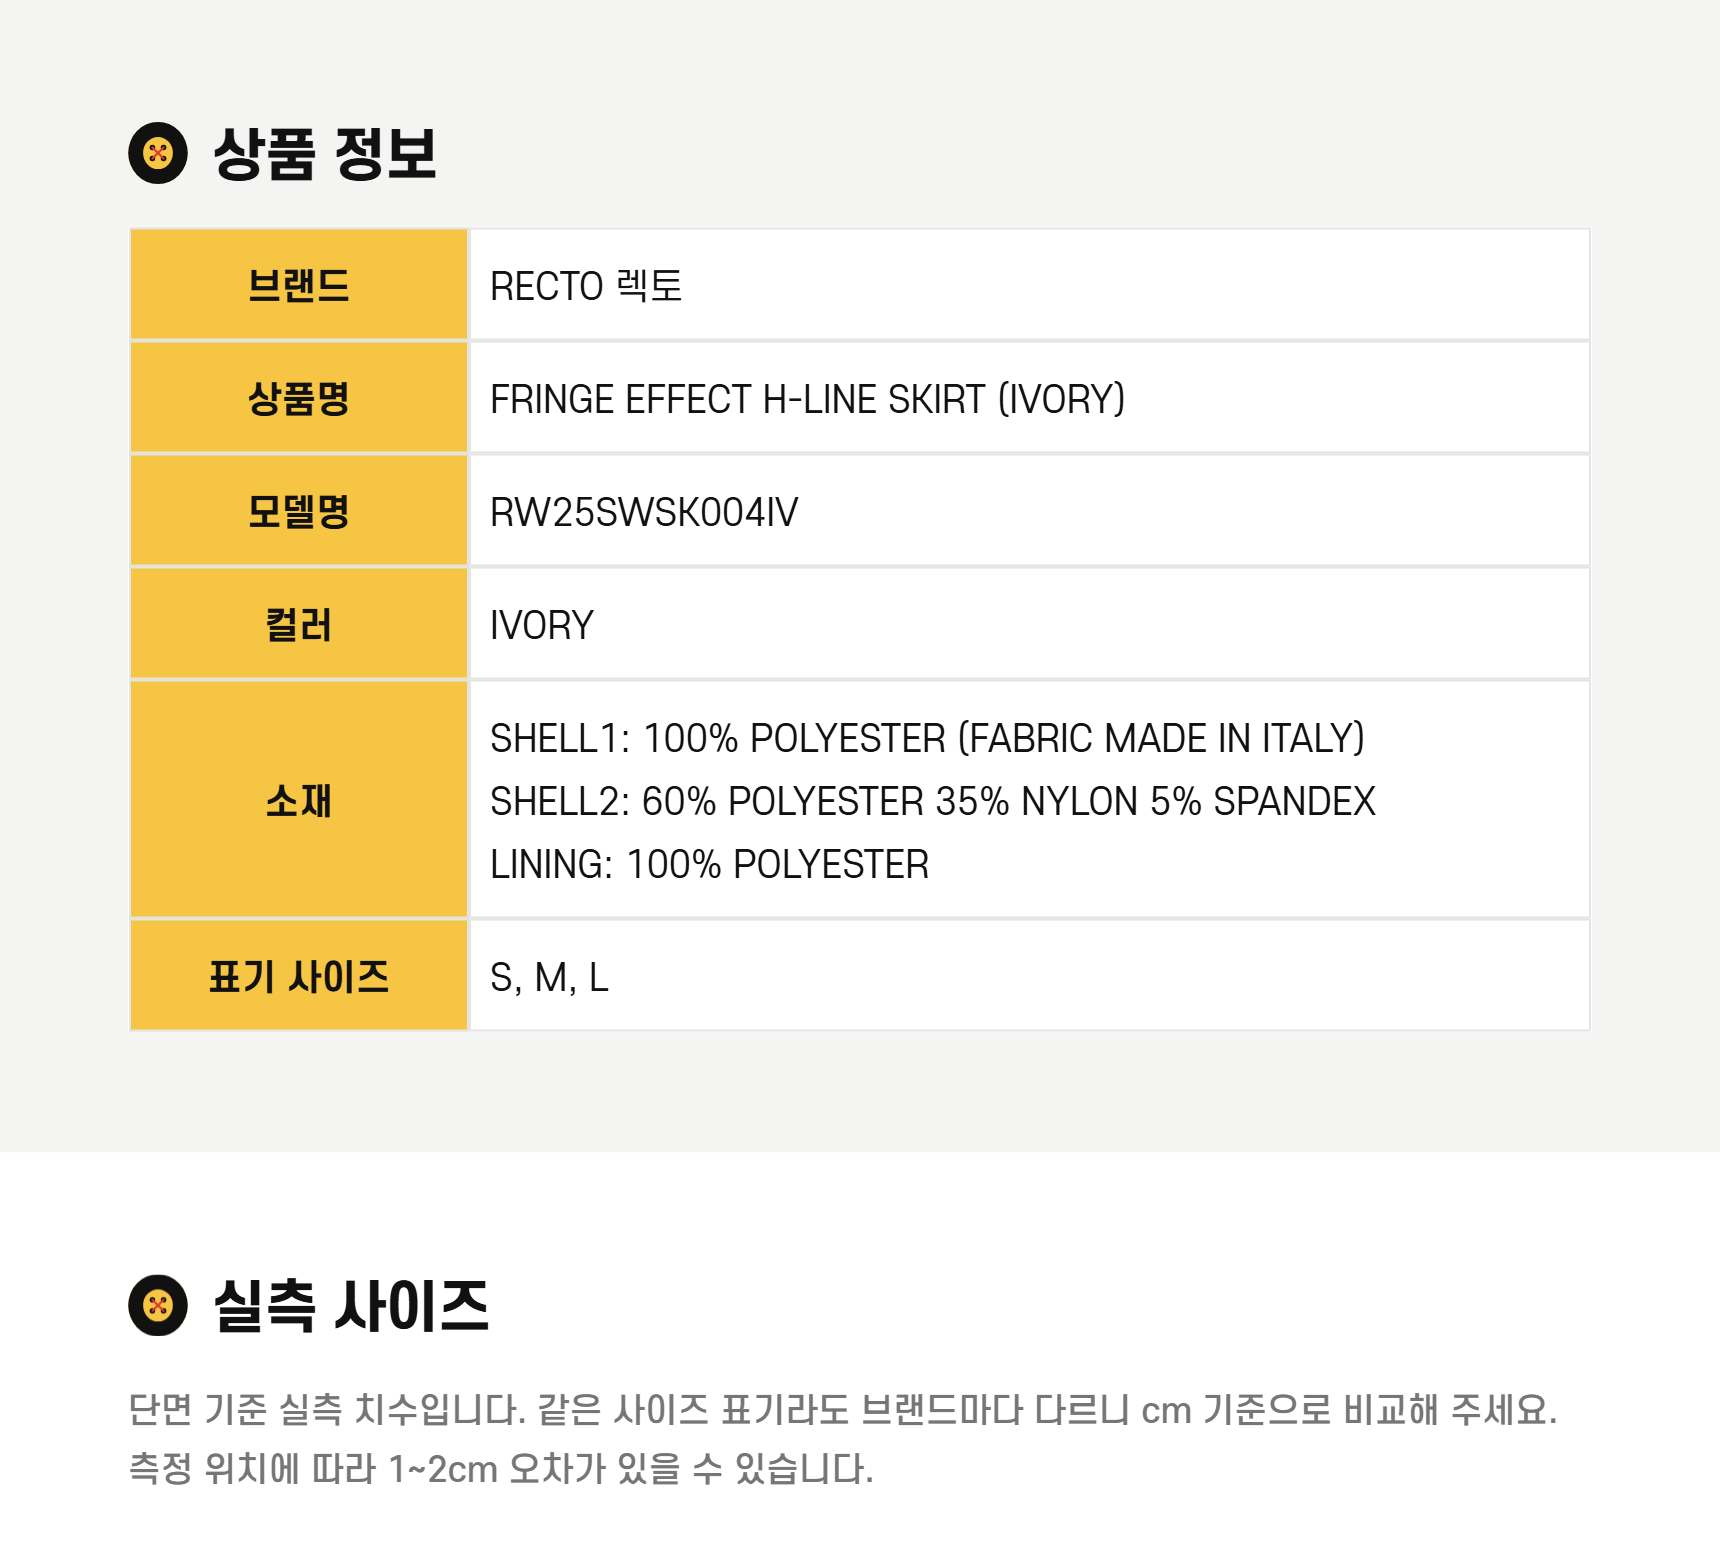 상품 정보
브랜드
RECTO 렉토
상품명
FRINGE EFFECT H-LINE SKIRT (IVORY)
모델명
RW25SWSK004IV
컬러
IVORY
소재
SHELL1: 100% POLYESTER (FABRIC MADE IN ITALY)
SHELL2: 60% POLYESTER 35% NYLON 5% SPANDEX
LINING: 100% POLYESTER
표기 사이즈
S, M, L
실측 사이즈
단면 기준 실측 치수입니다. 같은 사이즈 표기라도 브랜드마다 다르니 cm 기준으로 비교해 주세요.
측정 위치에 따라 1~2cm 오차가 있을 수 있습니다.